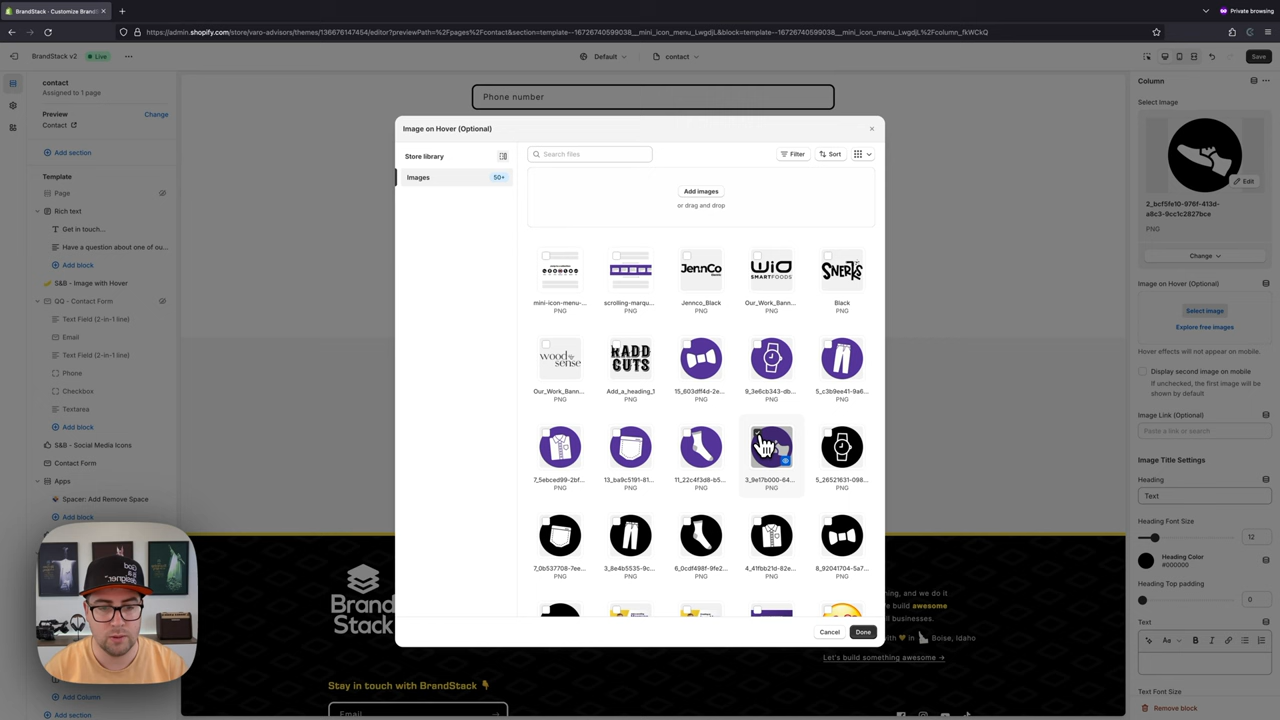 BrandStack - Customize BrandS
Private browsing
https://admin.shopify.com/store/varo-advisors/themes/136676147454/editor?previewPath=%2Fpages%2Fcontact&section=template--16726740599038__mini_icon_menu_LwgdjL&block=template--16726740599038__mini_icon_menu_LwgdjL%2Fcolumn_fkWCkQ
BrandStack v2
Live
Default
contact
Save
contact
Assigned to 1 page
Preview
Change
Contact
Add section
Template
Page
Rich text
Get in touch...
Have a question about one of ou...
Add block
S&B - Image with Hover
QQ - Contact Form
Text Field (2-in-1 line)
Email
Text Field (2-in-1 line)
Phone
Checkbox
Textarea
Add block
S&B - Social Media Icons
Contact Form
Apps
Spacer: Add Remove Space
Add block
Add Column
Add section
Phone number
Image on Hover (Optional)
Store library
Images
50+
Search files
Filter
Sort
Add images
or drag and drop
mini-icon-menu-...
PNG
scrolling-marqu...
PNG
JennCo
Jennco_Black
PNG
WiO
SMARTFOODS
Our_Work_Bann...
PNG
SNERKS
Black
PNG
wood
sense
Our_Work_Bann...
PNG
RADD
CUTS
Add_a_heading_1
PNG
15_603dff4d-2e...
PNG
9_3e6cb343-db...
PNG
5_c3b9ee41-9a6...
PNG
7_5ebced99-2bf...
PNG
13_ba9c5191-81...
PNG
11_22c4f3d8-b5...
PNG
3_9e17b000-64...
PNG
5_26521631-098...
PNG
7_0b537708-7ee...
PNG
3_8e4b5535-9c...
PNG
6_0cdf498f-9fe2...
PNG
4_41fbb21d-82e...
PNG
8_92041704-5a7...
PNG
Cancel
Done
Column
Select Image
Edit
2_bcf5fe10-976f-413d-
a8c3-9cc1c2827bce
PNG
Change
Image on Hover (Optional)
Select image
Explore free images
Hover effects will not appear on mobile.
Display second image on mobile
If unchecked, the first image will be
shown by default
Image Link (Optional)
Paste a link or search
Image Title Settings
Heading
Text
Heading Font Size
12
Heading Color
#000000
Heading Top padding
0
Text
Aa
B
I
Text Font Size
Remove block
Brand
Stack
ning, and we do it
e build awesome
ll businesses.
d with
in
Boise, Idaho
Let's build something awesome →
Stay in touch with BrandStack
Email